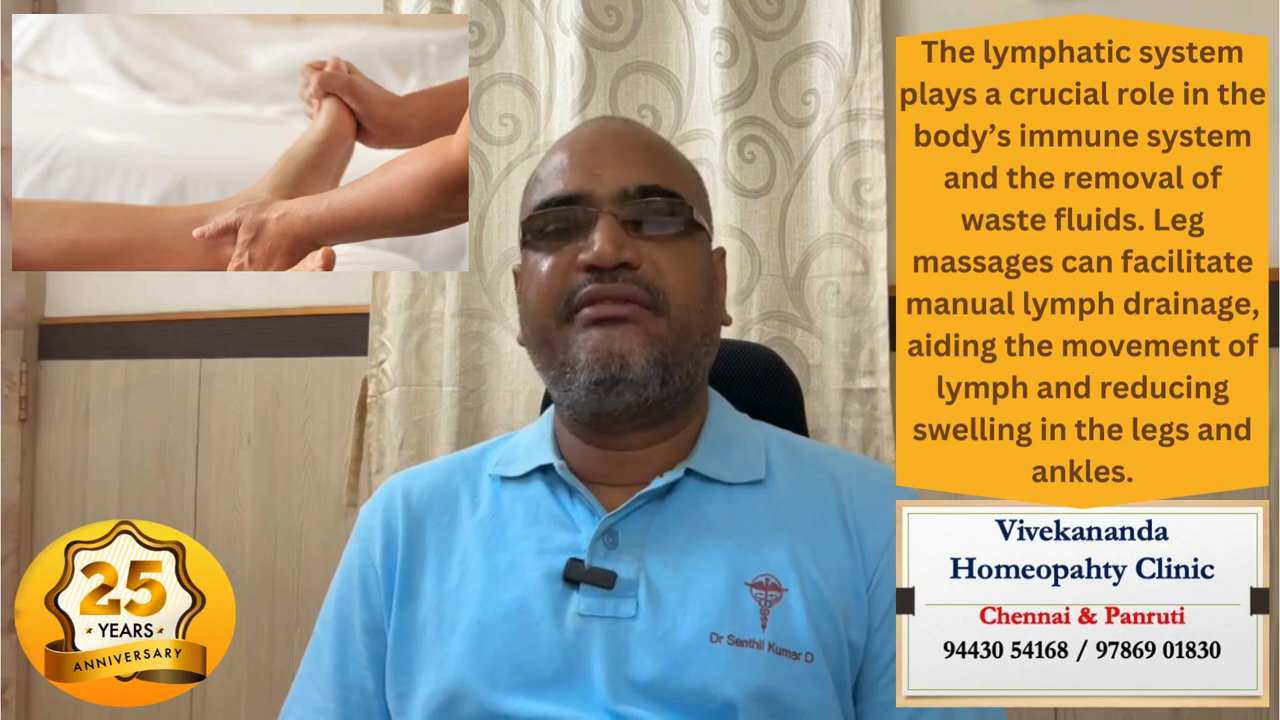 The lymphatic system
plays a crucial role in the
body’s immune system
and the removal of
waste fluids. Leg
massages can facilitate
manual lymph drainage,
aiding the movement of
lymph and reducing
swelling in the legs and
ankles.
25
YEARS
ANNIVERSARY
Dr Senthil Kumar D
Vivekananda
Homeopahty Clinic
Chennai & Panruti
94430 54168 / 97869 01830